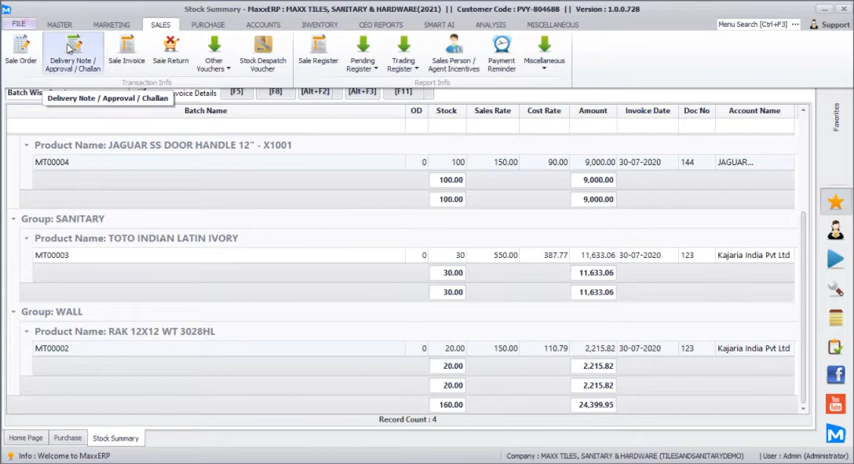 Stock Summary - MaxxERP : MAXX TILES, SANITARY & HARDWARE(2021) || Customer Code : PVY-804688 - Version : 1.0.0.728
FILE MASTER MARKETING SALES PURCHASE ACCOUNTS INVENTORY CEO REPORTS SMART AI ANALYSIS MISCELLANEOUS
Menu Search [Ctrl+F3] Support
Sale Order
Delivery Note / Approval / Challan
Sale Invoice
Sale Return
Other Vouchers
Stock Despatch Voucher
Sale Register
Pending Register
Trading Register
Sales Person / Agent Incentives
Payment Reminder
Miscellaneous
Transaction Info Report Info
Delivery Note / Approval / Challan
Batch Invoice Details [F5] [F8] [Alt+F2] [Alt+F3] [F11]
Batch Name OD Stock Sales Rate Cost Rate Amount Invoice Date Doc No Account Name
Product Name: JAGUAR SS DOOR HANDLE 12" - X1001
MT00004 0 100 150.00 90.00 9,000.00 30-07-2020 144 JAGUAR...
100.00 9,000.00
100.00 9,000.00
Group: SANITARY
Product Name: TOTO INDIAN LATIN IVORY
MT00003 0 30 550.00 387.77 11,633.06 30-07-2020 123 Kajaria India Pvt Ltd
30.00 11,633.06
30.00 11,633.06
Group: WALL
Product Name: RAK 12X12 WT 3028HL
MT00002 0 20.00 150.00 110.79 2,215.82 30-07-2020 123 Kajaria India Pvt Ltd
20.00 2,215.82
20.00 2,215.82
160.00 24,399.95
Record Count : 4
Home Page Purchase Stock Summary
Info : Welcome to MaxxERP Company : MAXX TILES, SANITARY & HARDWARE (TILESANDSANITARYDEMO) User : Admin (Administrator)
Favorites
You Tube